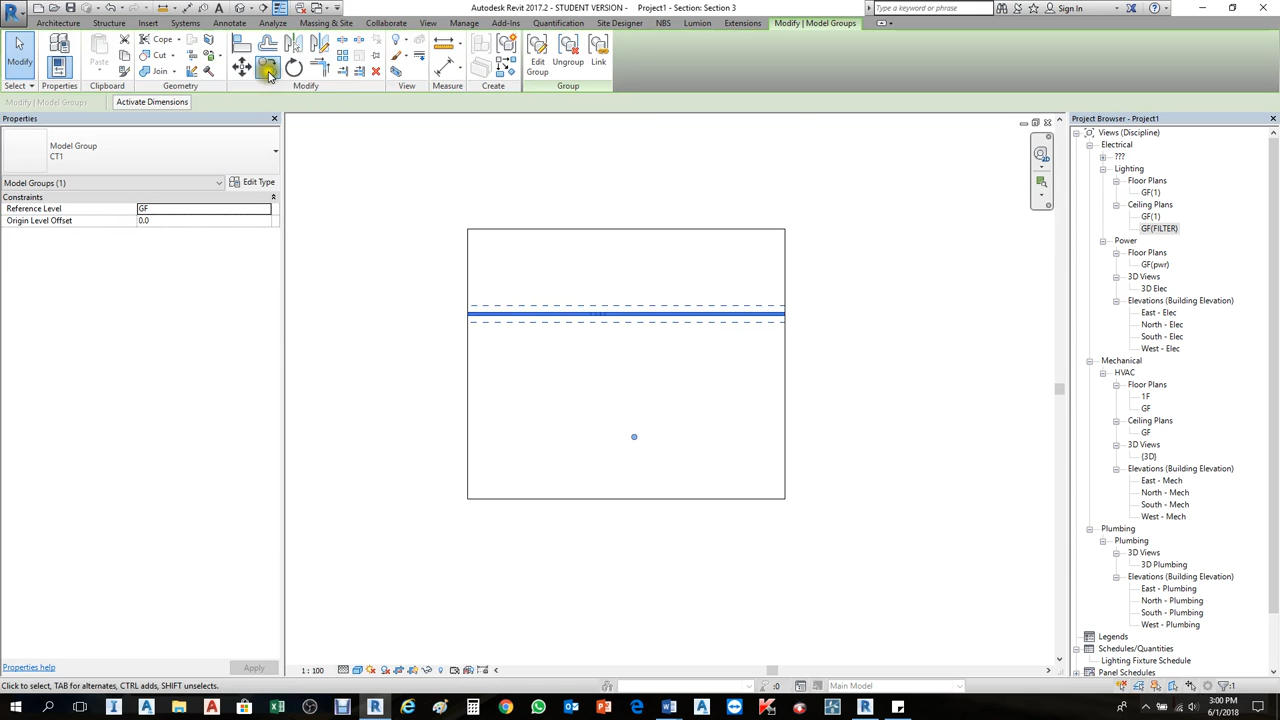 Autodesk Revit 2017.2 - STUDENT VERSION - Project1 - Section: Section 3
Type a keyword or phrase
Sign In
Architecture Structure Insert Systems Annotate Analyze Massing & Site Collaborate View Manage Add-Ins Quantification Site Designer NBS Lumion Extensions Modify | Model Groups
Modify
Paste
Cope
Cut
Join
Edit Group
Ungroup
Link
Select Properties Clipboard Geometry Modify View Measure Create Group
Modify | Model Groups
Activate Dimensions
Properties
Model Group
CT1
Model Groups (1)
Edit Type
Constraints
Reference Level GF
Origin Level Offset 0.0
Properties help
Apply
1 : 100
Project Browser - Project1
Views (Discipline)
Electrical
???
Lighting
Floor Plans
GF(1)
Ceiling Plans
GF(1)
GF(FILTER)
Power
Floor Plans
GF(pwr)
3D Views
3D Elec
Elevations (Building Elevation)
East - Elec
North - Elec
South - Elec
West - Elec
Mechanical
HVAC
Floor Plans
1F
GF
Ceiling Plans
GF
3D Views
{3D}
Elevations (Building Elevation)
East - Mech
North - Mech
South - Mech
West - Mech
Plumbing
Plumbing
3D Views
3D Plumbing
Elevations (Building Elevation)
East - Plumbing
North - Plumbing
South - Plumbing
West - Plumbing
Legends
Schedules/Quantities
Lighting Fixture Schedule
Panel Schedules
Click to select, TAB for alternates, CTRL adds, SHIFT unselects.
:0
Main Model
:1
3:00 PM
6/1/2018